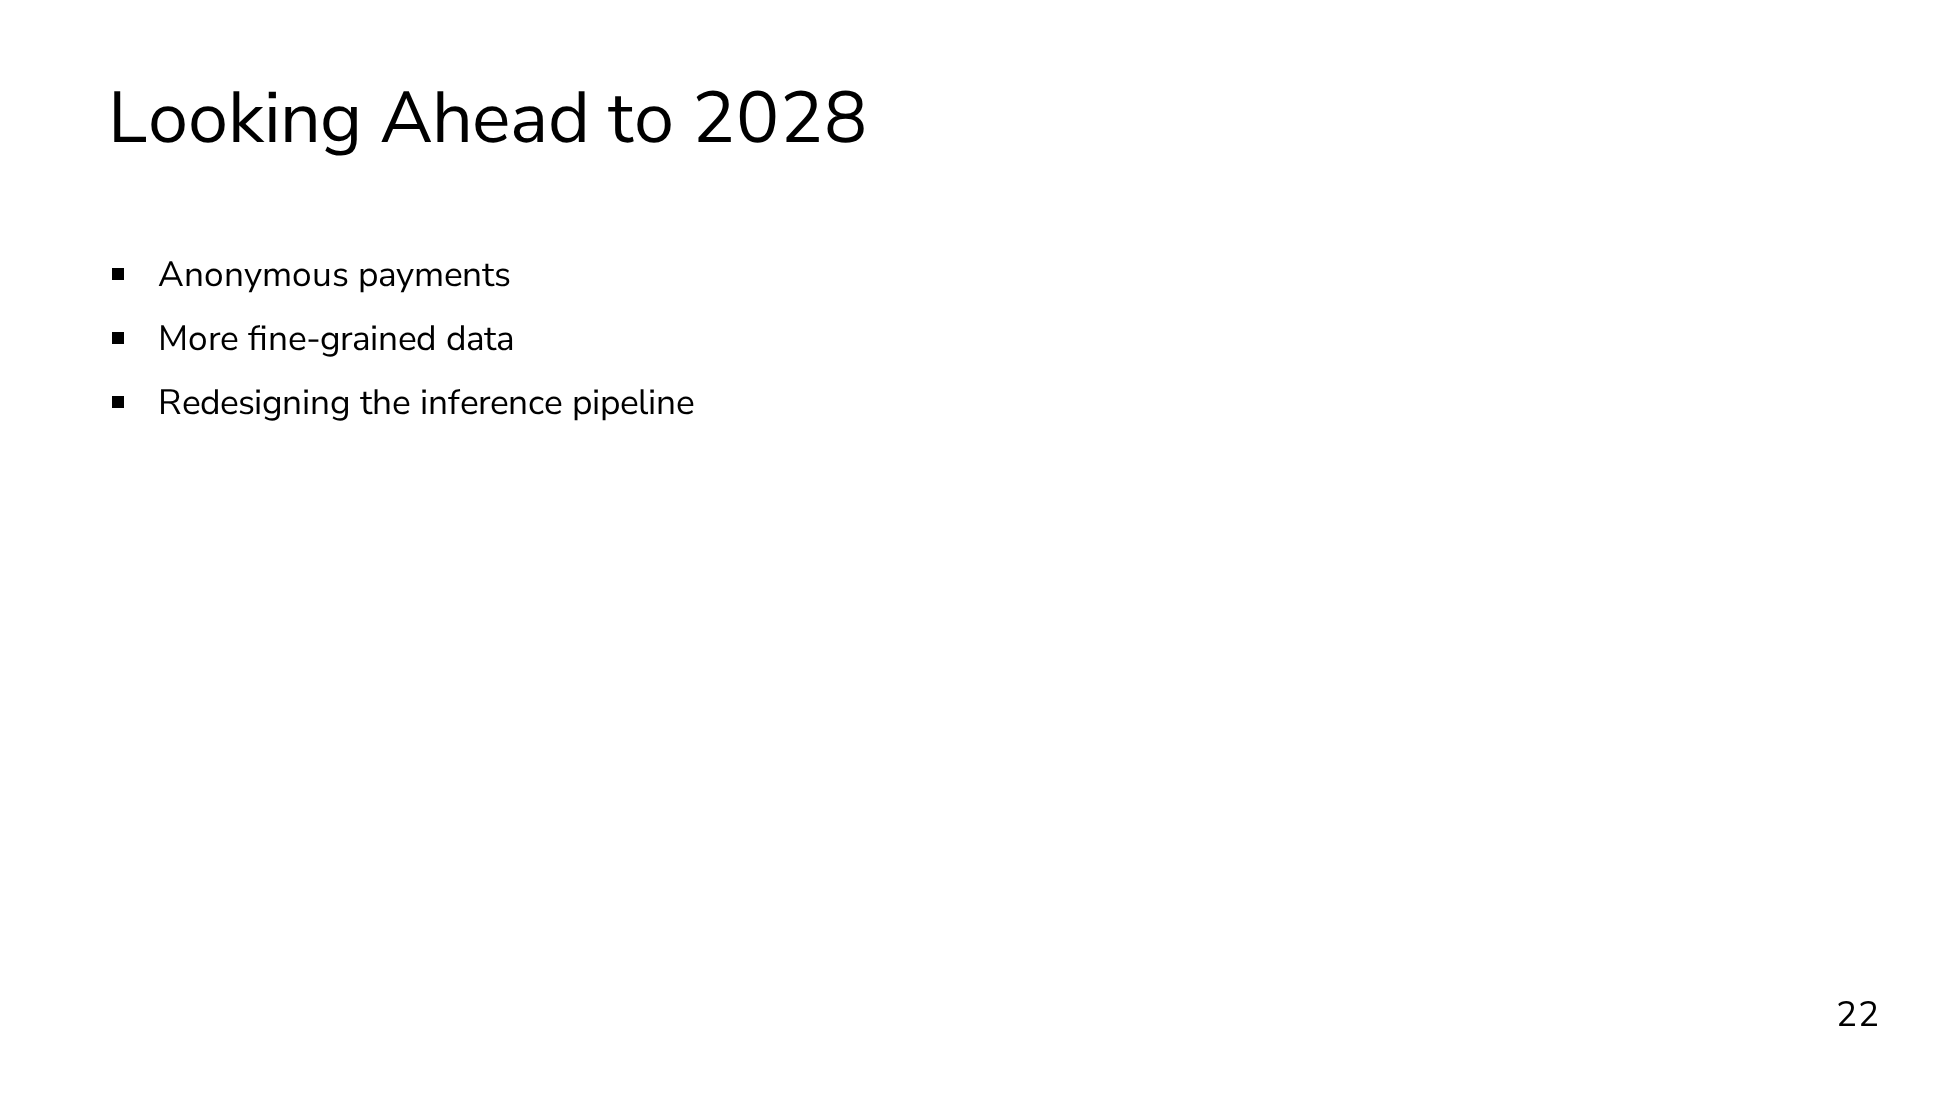 Looking Ahead to 2028
▪ Anonymous payments
▪ More fine-grained data
▪ Redesigning the inference pipeline
22